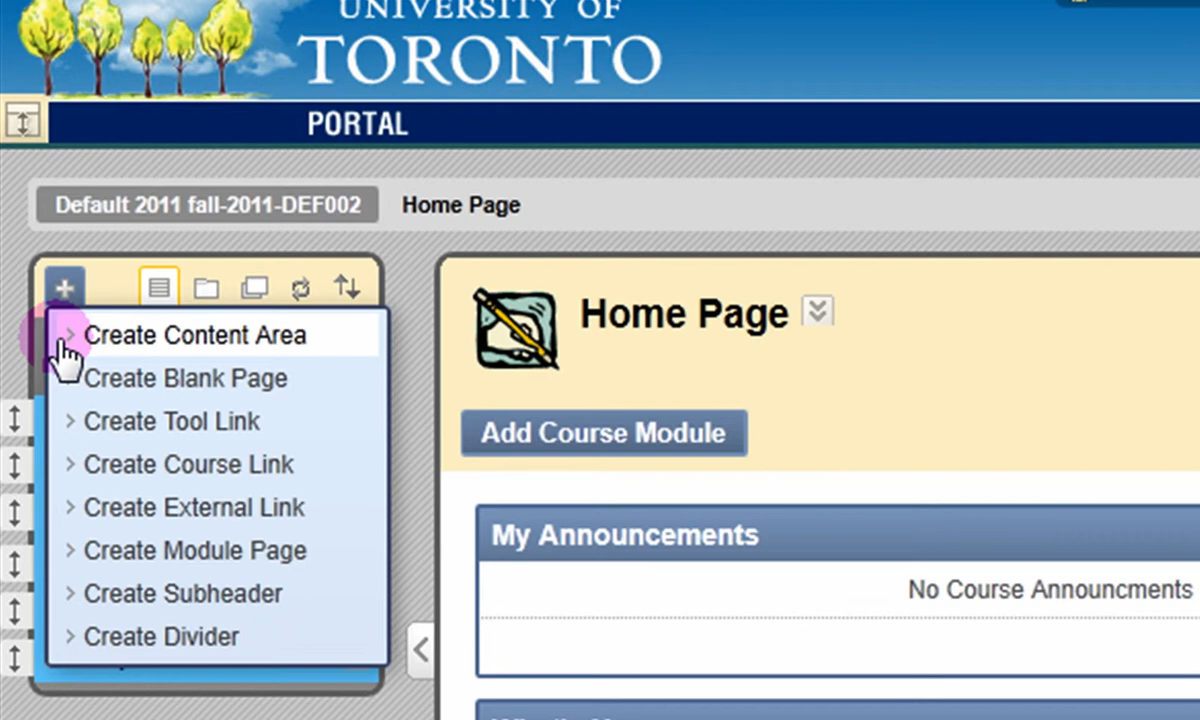 UNIVERSITY OF
TORONTO
PORTAL
Default 2011 fall-2011-DEF002 Home Page
Create Content Area
Create Blank Page
Create Tool Link
Create Course Link
Create External Link
Create Module Page
Create Subheader
Create Divider
Home Page
Add Course Module
My Announcements
No Course Announcments